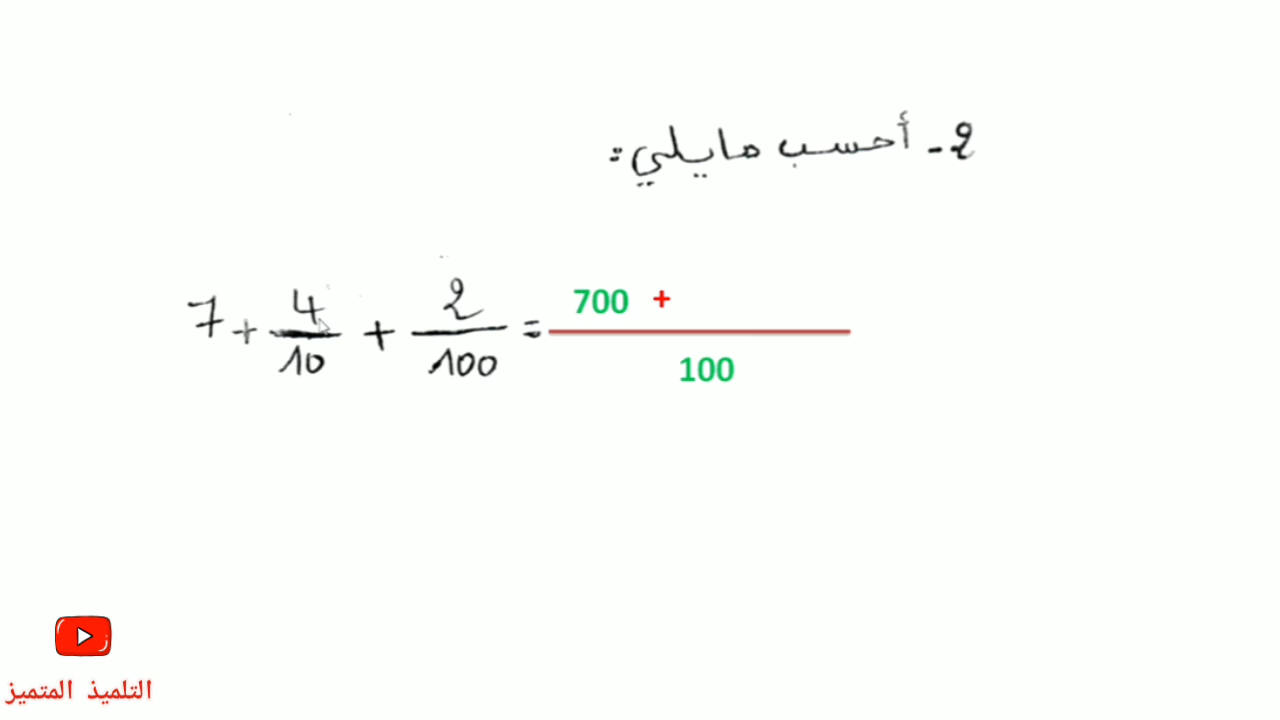 2- أحسب مايلي:
7 + 4/10 + 2/100 = 700 + / 100
التلميذ المتميز